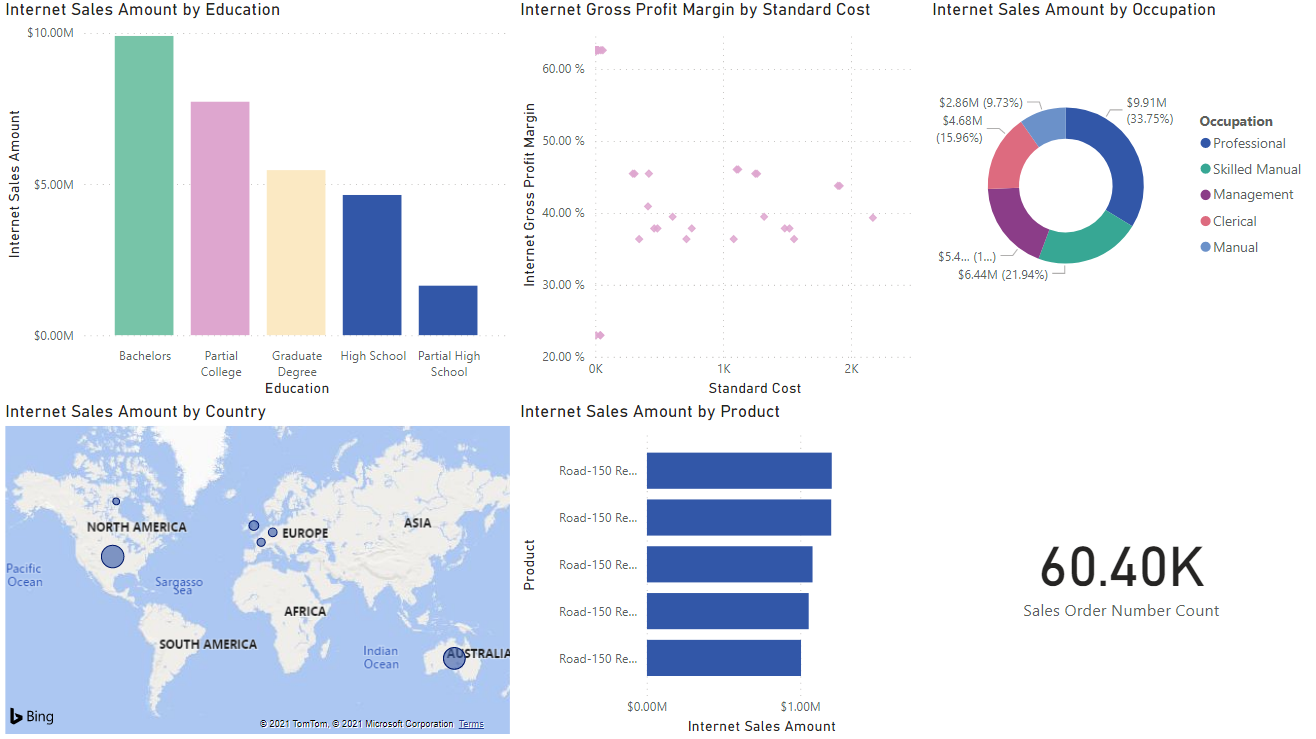 Internet Sales Amount by Education
$10.00M
$5.00M
$0.00M
Internet Sales Amount
Bachelors
Partial
College
Graduate
Degree
High School
Partial High
School
Education
Internet Gross Profit Margin by Standard Cost
60.00 %
50.00 %
40.00 %
30.00 %
20.00 %
Internet Gross Profit Margin
0K
1K
2K
Standard Cost
Internet Sales Amount by Occupation
$2.86M (9.73%)
$4.68M
(15.96%)
$5.4... (1...)
$6.44M (21.94%)
$9.91M
(33.75%)
Occupation
Professional
Skilled Manual
Management
Clerical
Manual
Internet Sales Amount by Country
NORTH AMERICA
EUROPE
ASIA
Pacific
Ocean
Sargasso
Sea
AFRICA
SOUTH AMERICA
Indian
Ocean
AUSTRALIA
Bing
© 2021 TomTom, © 2021 Microsoft Corporation Terms
Internet Sales Amount by Product
Product
Road-150 Re...
Road-150 Re...
Road-150 Re...
Road-150 Re...
Road-150 Re...
$0.00M
$1.00M
Internet Sales Amount
60.40K
Sales Order Number Count